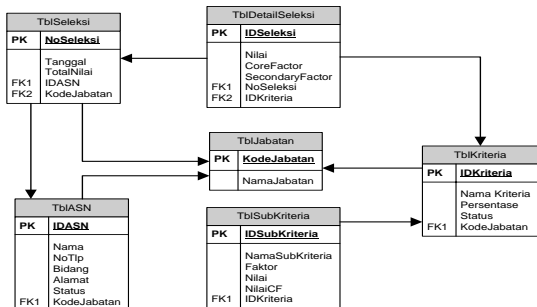 TblSeleksi
PK NoSeleksi
Tanggal
TotalNilai
FK1 IDASN
FK2 KodeJabatan
TblDetailSeleksi
PK IDSeleksi
Nilai
CoreFactor
SecondaryFactor
FK1 NoSeleksi
FK2 IDKriteria
TblJabatan
PK KodeJabatan
NamaJabatan
TblKriteria
PK IDKriteria
Nama Kriteria
Persentase
Status
FK1 KodeJabatan
TblASN
PK IDASN
Nama
NoTlp
Bidang
Alamat
Status
FK1 KodeJabatan
TblSubKriteria
PK IDSubKriteria
NamaSubKriteria
Faktor
Nilai
NilaiCF
FK1 IDKriteria